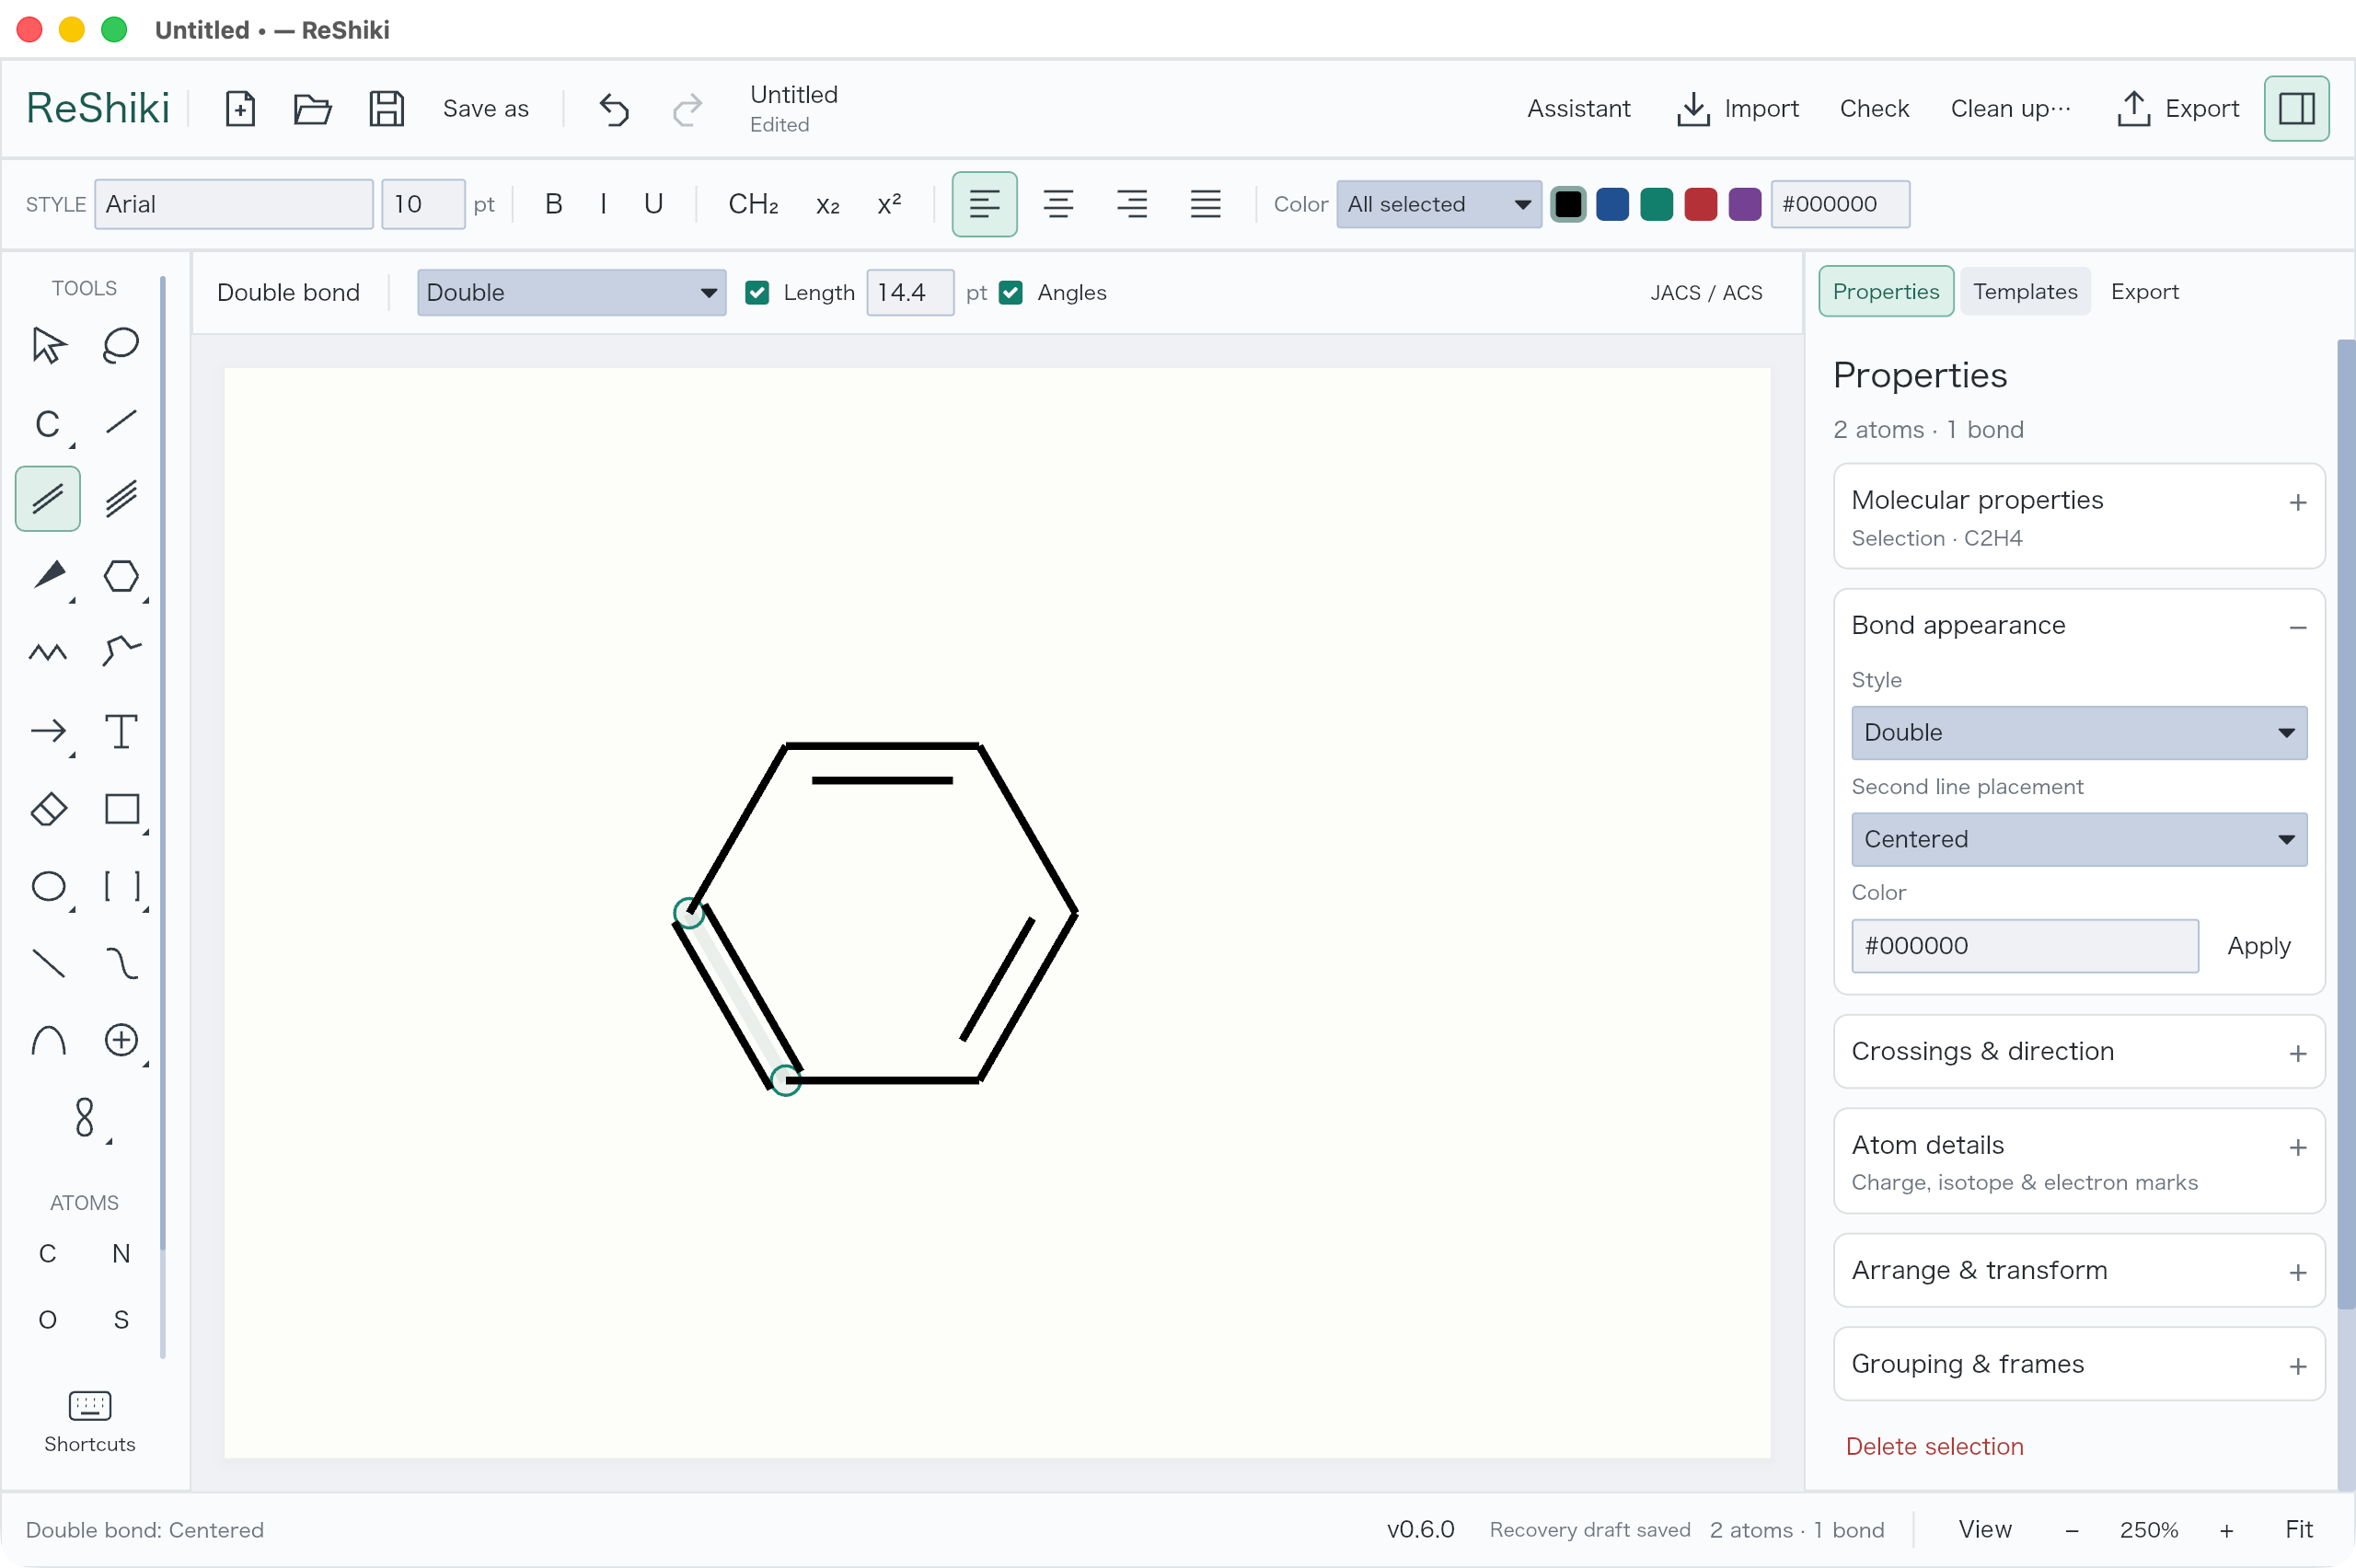 Untitled • — ReShiki
ReShiki
Save as
Untitled
Edited
Assistant
Import
Check
Clean up…
Export
STYLE
Arial
10
pt
B
I
U
CH₂
x₂
x²
Color
All selected
#000000
TOOLS
C
T
ATOMS
C
N
O
S
Shortcuts
Double bond
Double
Length
14.4
pt
Angles
JACS / ACS
Properties
Templates
Export
Properties
2 atoms · 1 bond
Molecular properties
+
Selection · C2H4
Bond appearance
−
Style
Double
Second line placement
Centered
Color
#000000
Apply
Crossings & direction
+
Atom details
+
Charge, isotope & electron marks
Arrange & transform
+
Grouping & frames
+
Delete selection
Double bond: Centered
v0.6.0
Recovery draft saved
2 atoms · 1 bond
View
−
250%
+
Fit